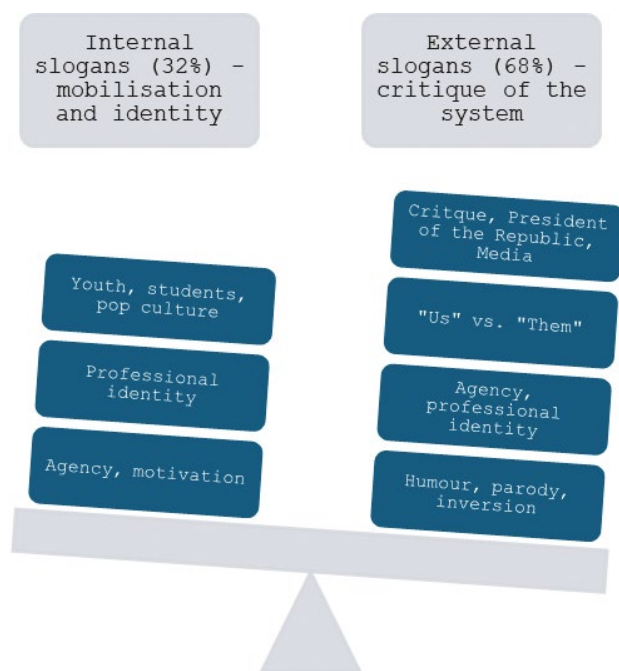 Internal
slogans (32%) –
mobilisation
and identity
External
slogans (68%) –
critique of the
system
Youth, students,
pop culture
Professional
identity
Agency, motivation
Critque, President
of the Republic,
Media
"Us" vs. "Them"
Agency,
professional
identity
Humour, parody,
inversion